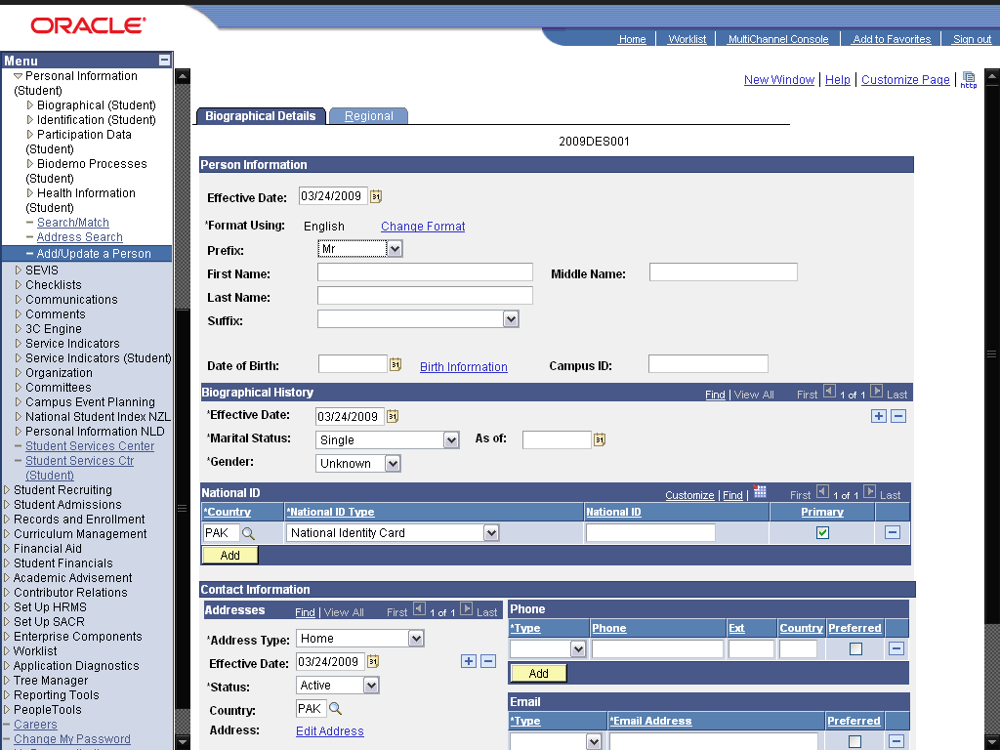 ORACLE
Home Worklist MultiChannel Console Add to Favorites Sign out
Menu
Personal Information
(Student)
Biographical (Student)
Identification (Student)
Participation Data
(Student)
Biodemo Processes
(Student)
Health Information
(Student)
Search/Match
Address Search
Add/Update a Person
SEVIS
Checklists
Communications
Comments
3C Engine
Service Indicators
Service Indicators (Student)
Organization
Committees
Campus Event Planning
National Student Index NZL
Personal Information NLD
Student Services Center
Student Services Ctr
(Student)
Student Recruiting
Student Admissions
Records and Enrollment
Curriculum Management
Financial Aid
Student Financials
Academic Advisement
Contributor Relations
Set Up HRMS
Set Up SACR
Enterprise Components
Worklist
Application Diagnostics
Tree Manager
Reporting Tools
PeopleTools
Careers
Change My Password
New Window | Help | Customize Page | http
Biographical Details Regional
2009DES001
Person Information
Effective Date: 03/24/2009 31
*Format Using: English Change Format
Prefix: Mr
First Name: Middle Name:
Last Name:
Suffix:
Date of Birth: 31 Birth Information Campus ID:
Biographical History Find | View All First 1 of 1 Last
*Effective Date: 03/24/2009 31
*Marital Status: Single As of: 31
*Gender: Unknown
National ID Customize | Find | First 1 of 1 Last
*Country *National ID Type National ID Primary
PAK National Identity Card
Add
Contact Information
Addresses Find | View All First 1 of 1 Last
*Address Type: Home
Effective Date: 03/24/2009 31
*Status: Active
Country: PAK
Address: Edit Address
Phone
*Type Phone Ext Country Preferred
Add
Email
*Type *Email Address Preferred